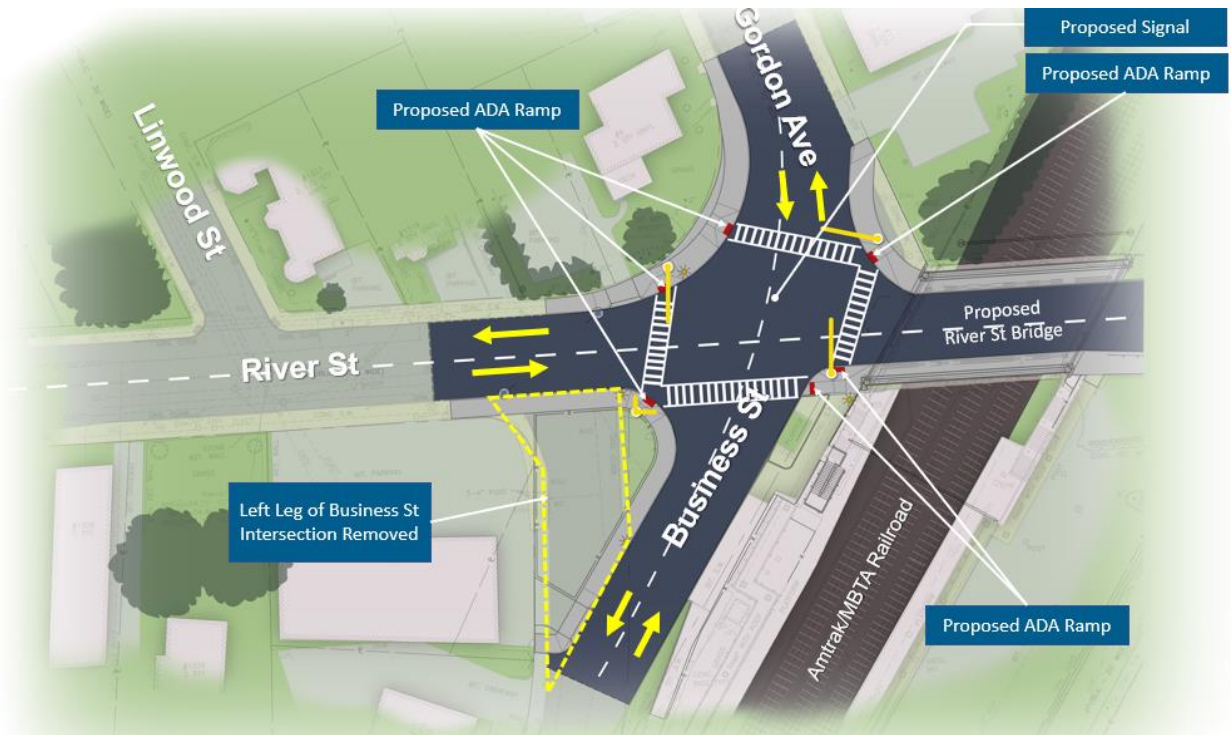 Gordon Ave
Proposed Signal
Proposed ADA Ramp
Proposed ADA Ramp
Linwood St
River St
Proposed
River St Bridge
Business St
Left Leg of Business St
Intersection Removed
Amtrak/MBTA Railroad
Proposed ADA Ramp